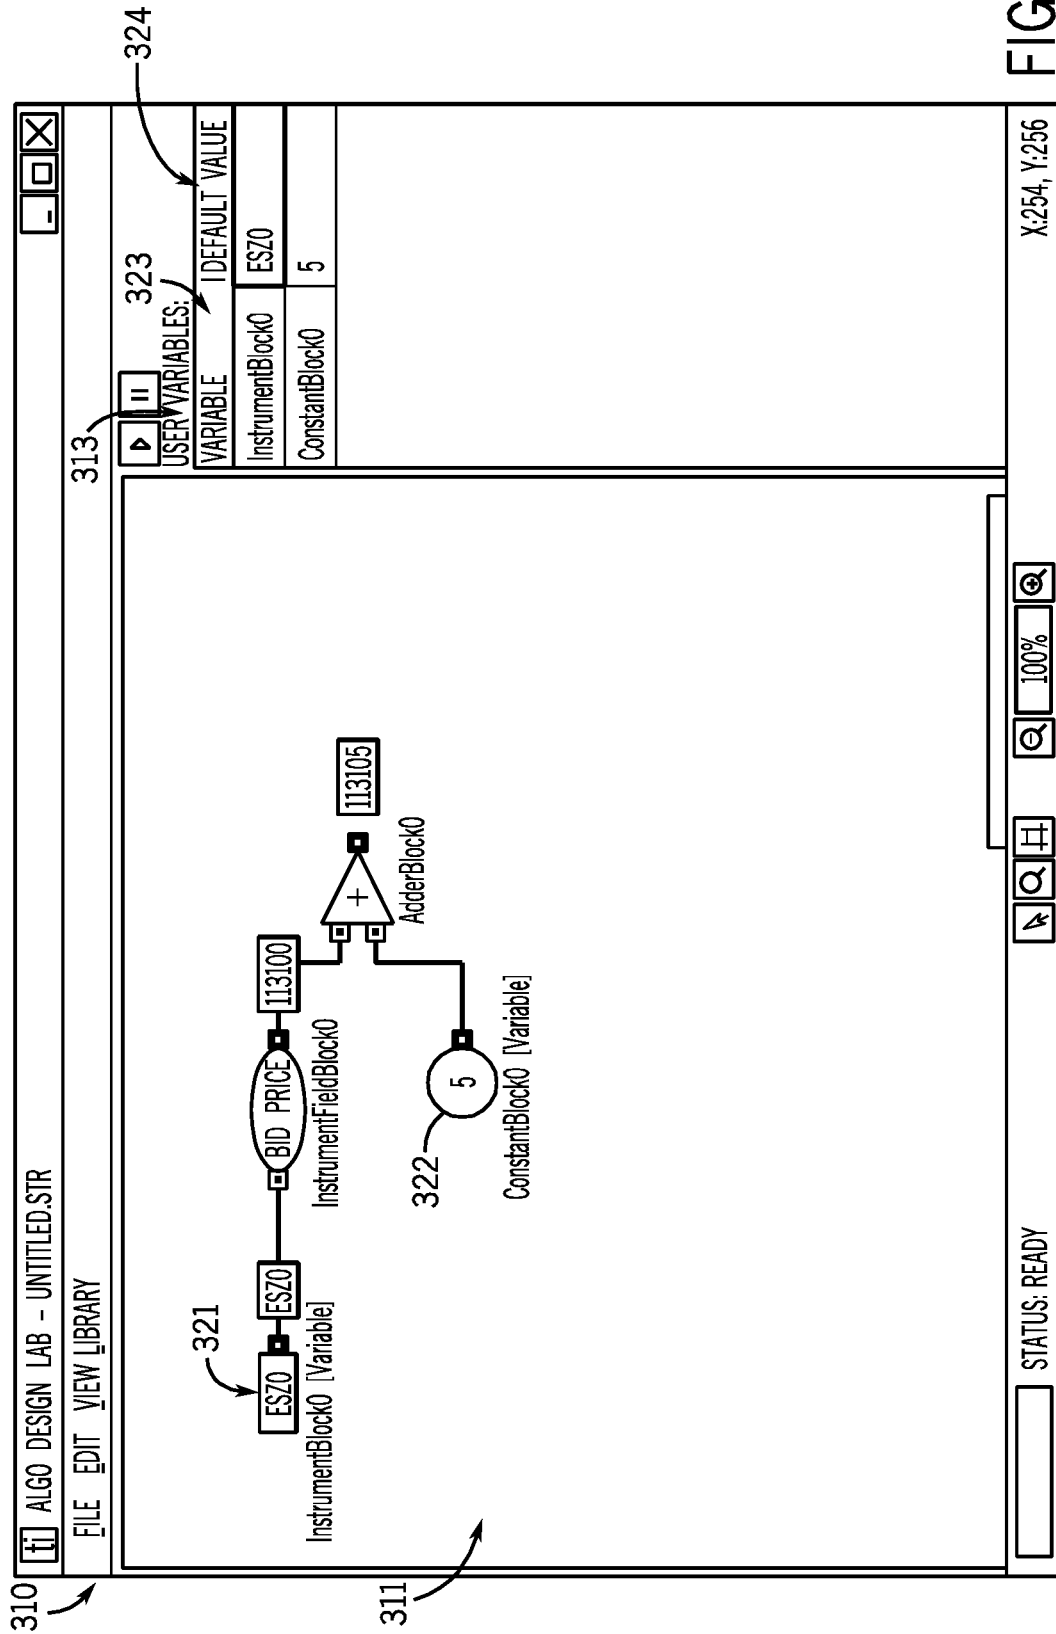 310
ti ALGO DESIGN LAB - UNTITLED.STR
FILE EDIT VIEW LIBRARY
313
323
324
USER VARIABLES:
VARIABLE | DEFAULT VALUE
InstrumentBlock0 ESZ0
ConstantBlock0 5
321
ESZ0
ESZ0
InstrumentBlock0 [Variable]
BID PRICE
113100
InstrumentFieldBlock0
+
113105
AdderBlock0
322
5
ConstantBlock0 [Variable]
311
STATUS: READY
100%
X:254, Y:256
FIG